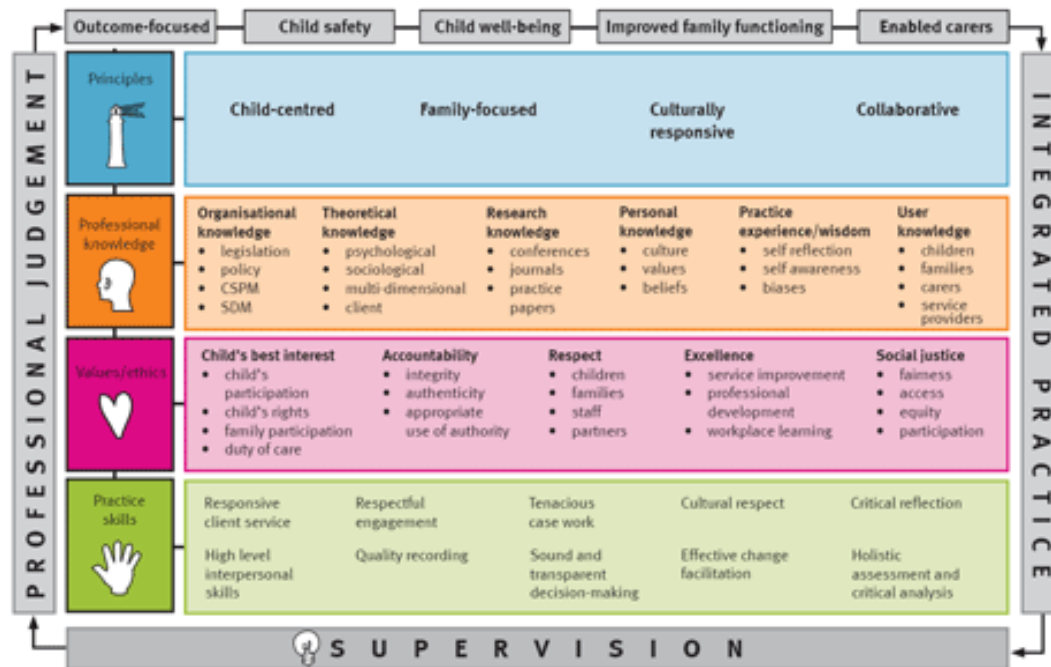 Outcome-focused
Child safety
Child well-being
Improved family functioning
Enabled carers
PROFESSIONAL JUDGEMENT
INTEGRATED PRACTICE
Principles
Child-centred
Family-focused
Culturally
responsive
Collaborative
Professional
knowledge
Organisational
knowledge
• legislation
• policy
• CSPM
• SDM
Theoretical
knowledge
• psychological
• sociological
• multi-dimensional
• client
Research
knowledge
• conferences
• journals
• practice
papers
Personal
knowledge
• culture
• values
• beliefs
Practice
experience/wisdom
• self reflection
• self awareness
• biases
User
knowledge
• children
• families
• carers
• service
providers
Values/ethics
Child's best interest
• child's
participation
• child's rights
• family participation
• duty of care
Accountability
• integrity
• authenticity
• appropriate
use of authority
Respect
• children
• families
• staff
• partners
Excellence
• service improvement
• professional
development
• workplace learning
Social justice
• fairness
• access
• equity
• participation
Practice
skills
Responsive
client service
Respectful
engagement
Tenacious
case work
Cultural respect
Critical reflection
High level
interpersonal
skills
Quality recording
Sound and
transparent
decision-making
Effective change
facilitation
Holistic
assessment and
critical analysis
SUPERVISION